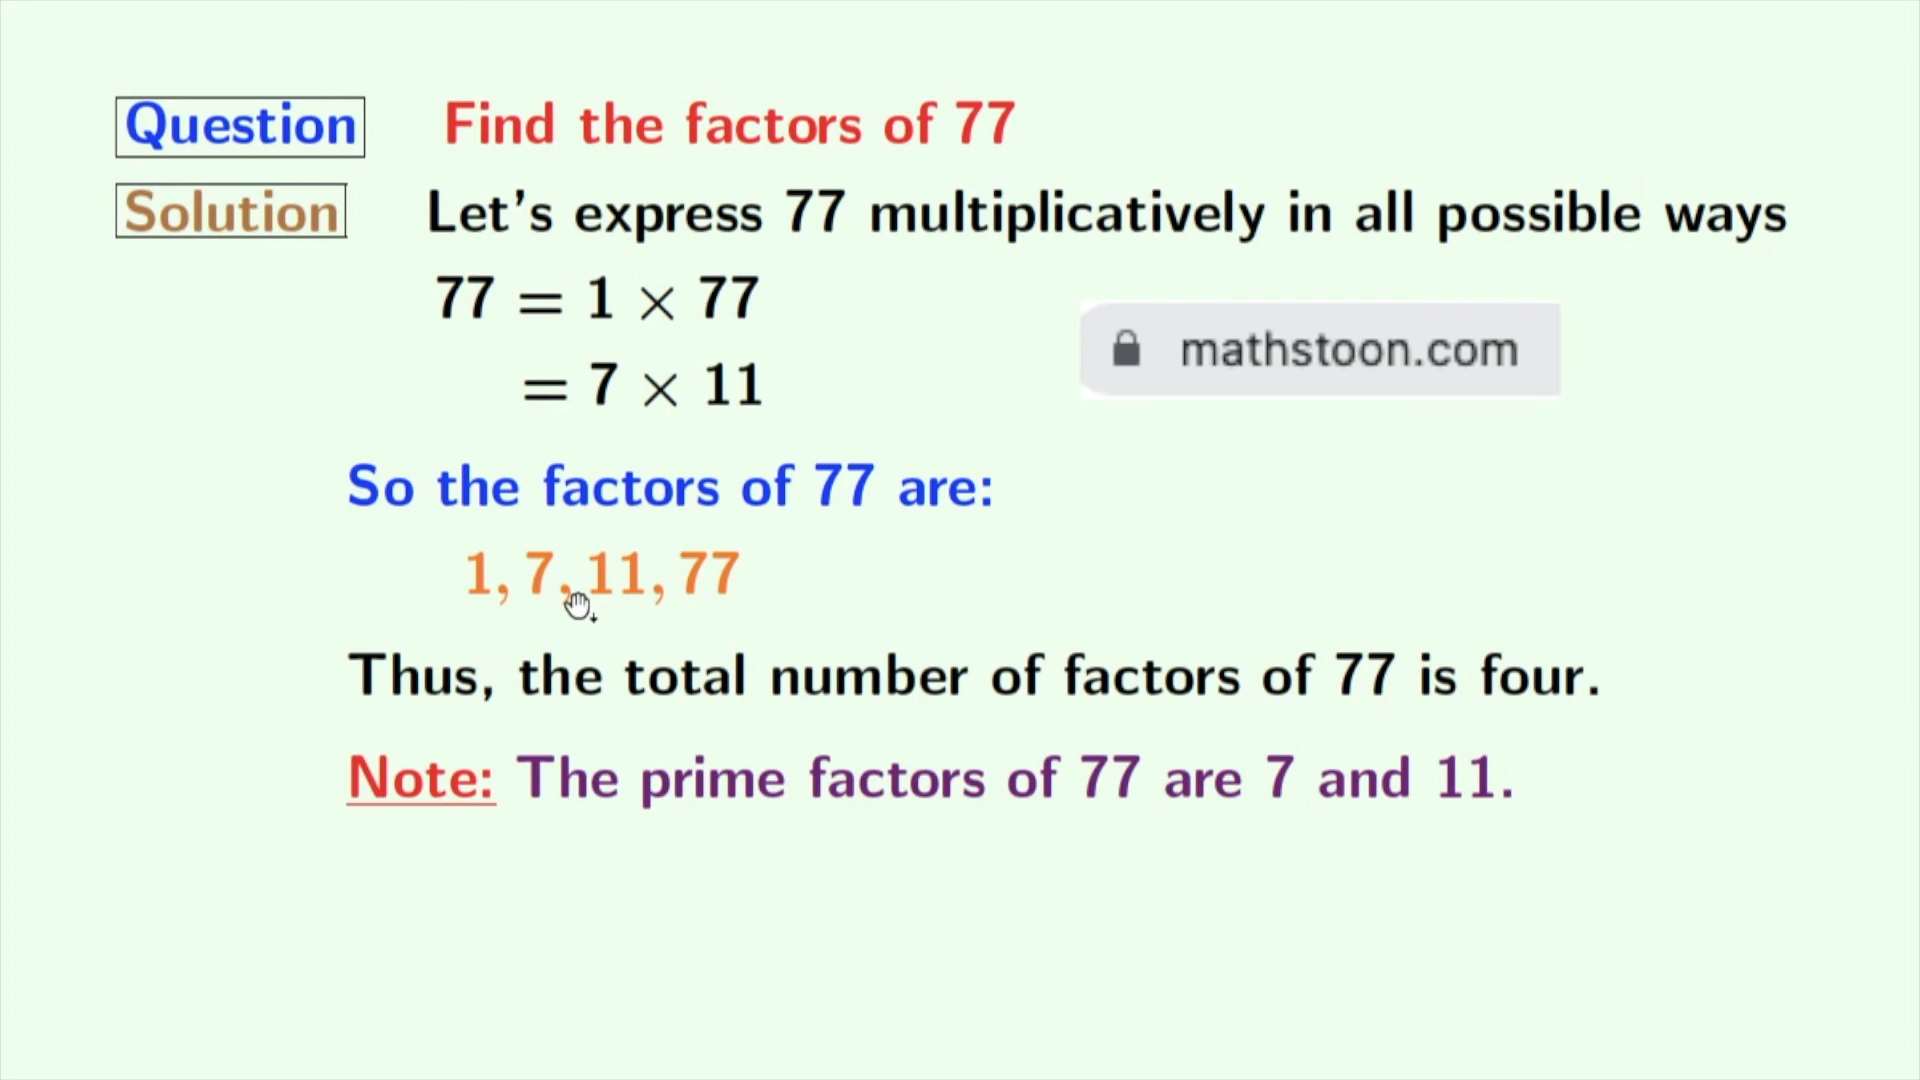 Question Find the factors of 77
Solution Let's express 77 multiplicatively in all possible ways
77 = 1 × 77
= 7 × 11
mathstoon.com
So the factors of 77 are:
1, 7, 11, 77
Thus, the total number of factors of 77 is four.
Note: The prime factors of 77 are 7 and 11.